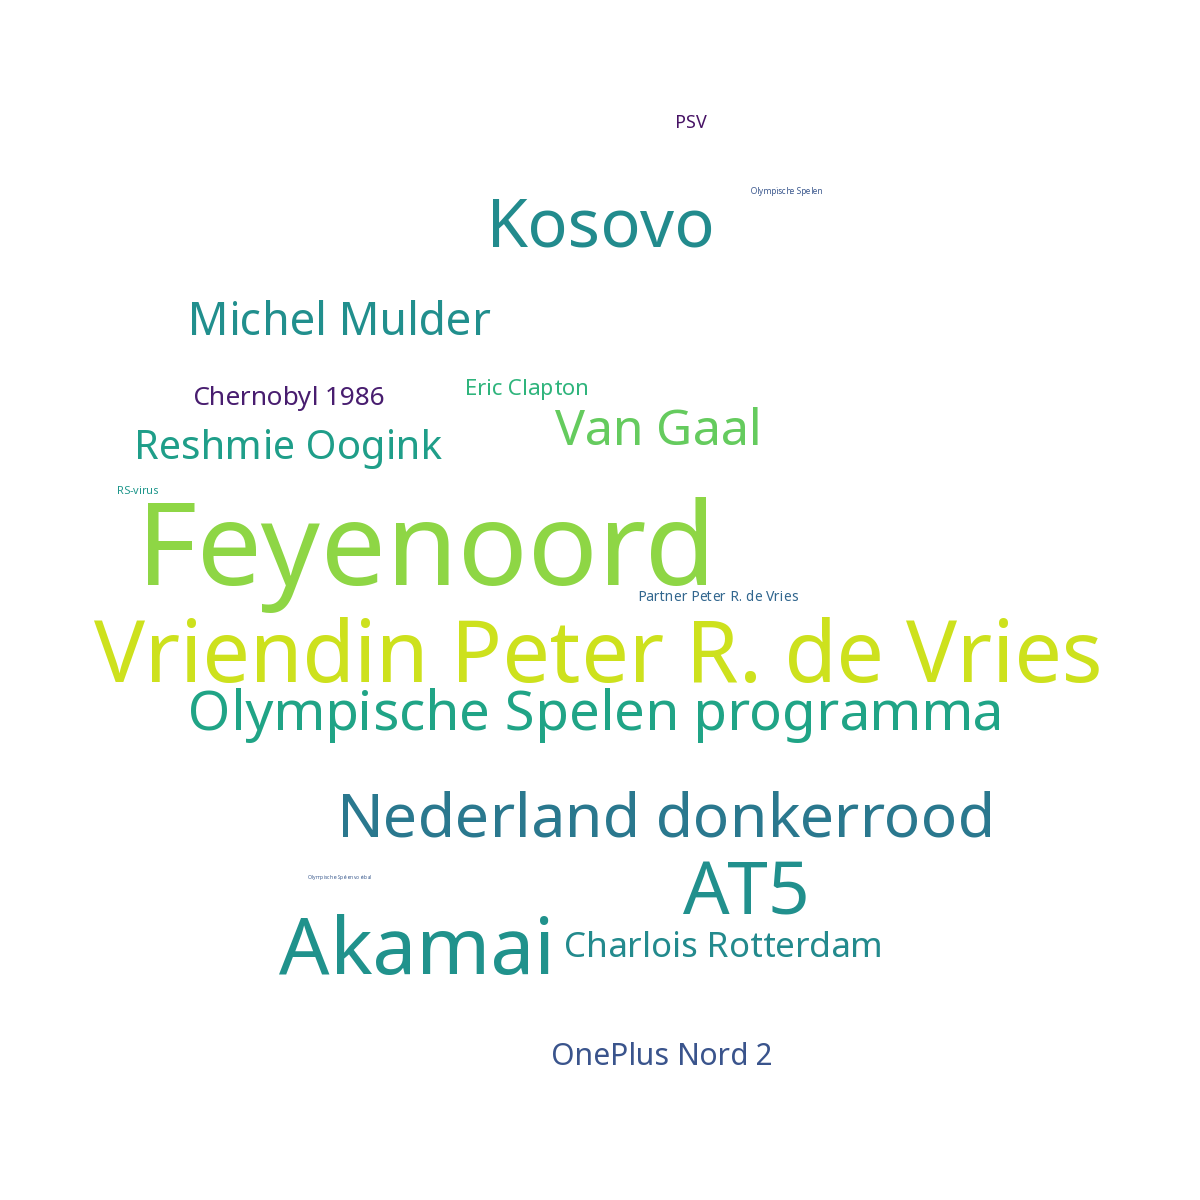 PSV
Olympische Spelen
Kosovo
Michel Mulder
Chernobyl 1986
Eric Clapton
Van Gaal
Reshmie Oogink
RS-virus
Feyenoord
Partner Peter R. de Vries
Vriendin Peter R. de Vries
Olympische Spelen programma
Nederland donkerrood
AT5
Olympische Spelen
Akamai
Charlois Rotterdam
OnePlus Nord 2